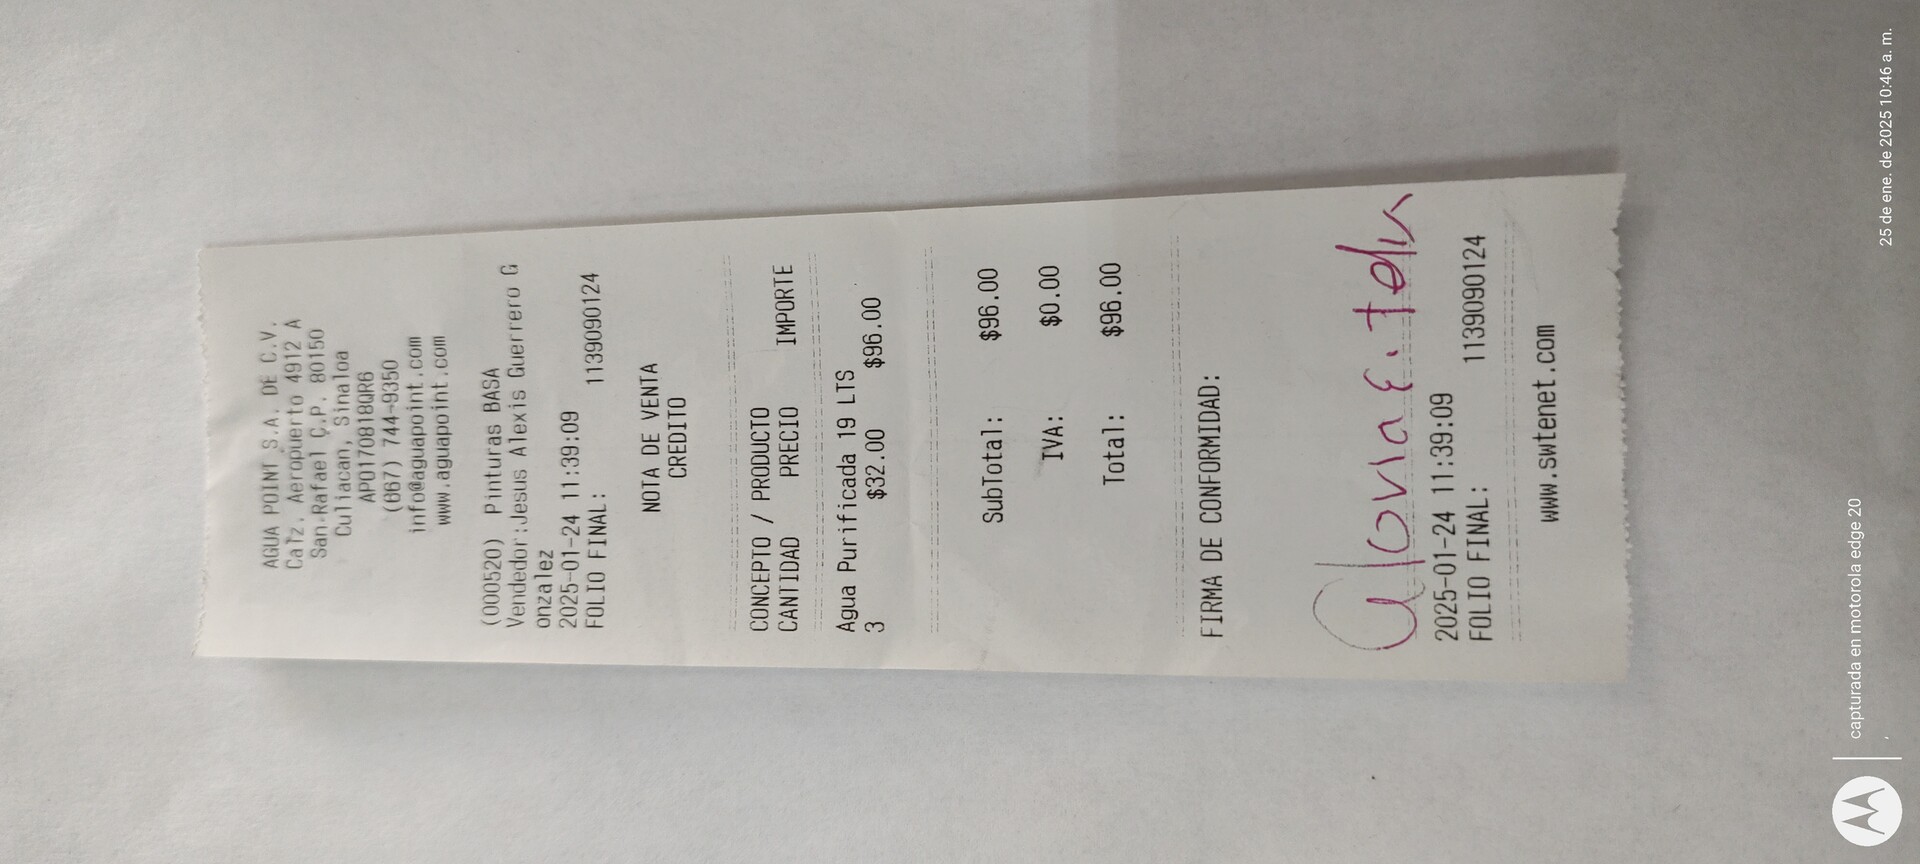 AGUA POINT S.A. DE C.V.
Calz. Aeropuerto 4912 A
San Rafael C.P. 80150
Culiacan, Sinaloa
APO170818QR6
(667) 744-9350
info@aguapoint.com
www.aguapoint.com
(000520) Pinturas BASA
Vendedor:Jesus Alexis Guerrero G
onzalez
2025-01-24 11:39:09
FOLIO FINAL: 1139090124
NOTA DE VENTA
CREDITO
CONCEPTO / PRODUCTO
CANTIDAD PRECIO IMPORTE
Agua Purificada 19 LTS
3 $32.00 $96.00
SubTotal: $96.00
IVA: $0.00
Total: $96.00
FIRMA DE CONFORMIDAD:
2025-01-24 11:39:09
FOLIO FINAL: 1139090124
www.swtenet.com
capturada en motorola edge 20
25 de ene. de 2025 10:46 a. m.